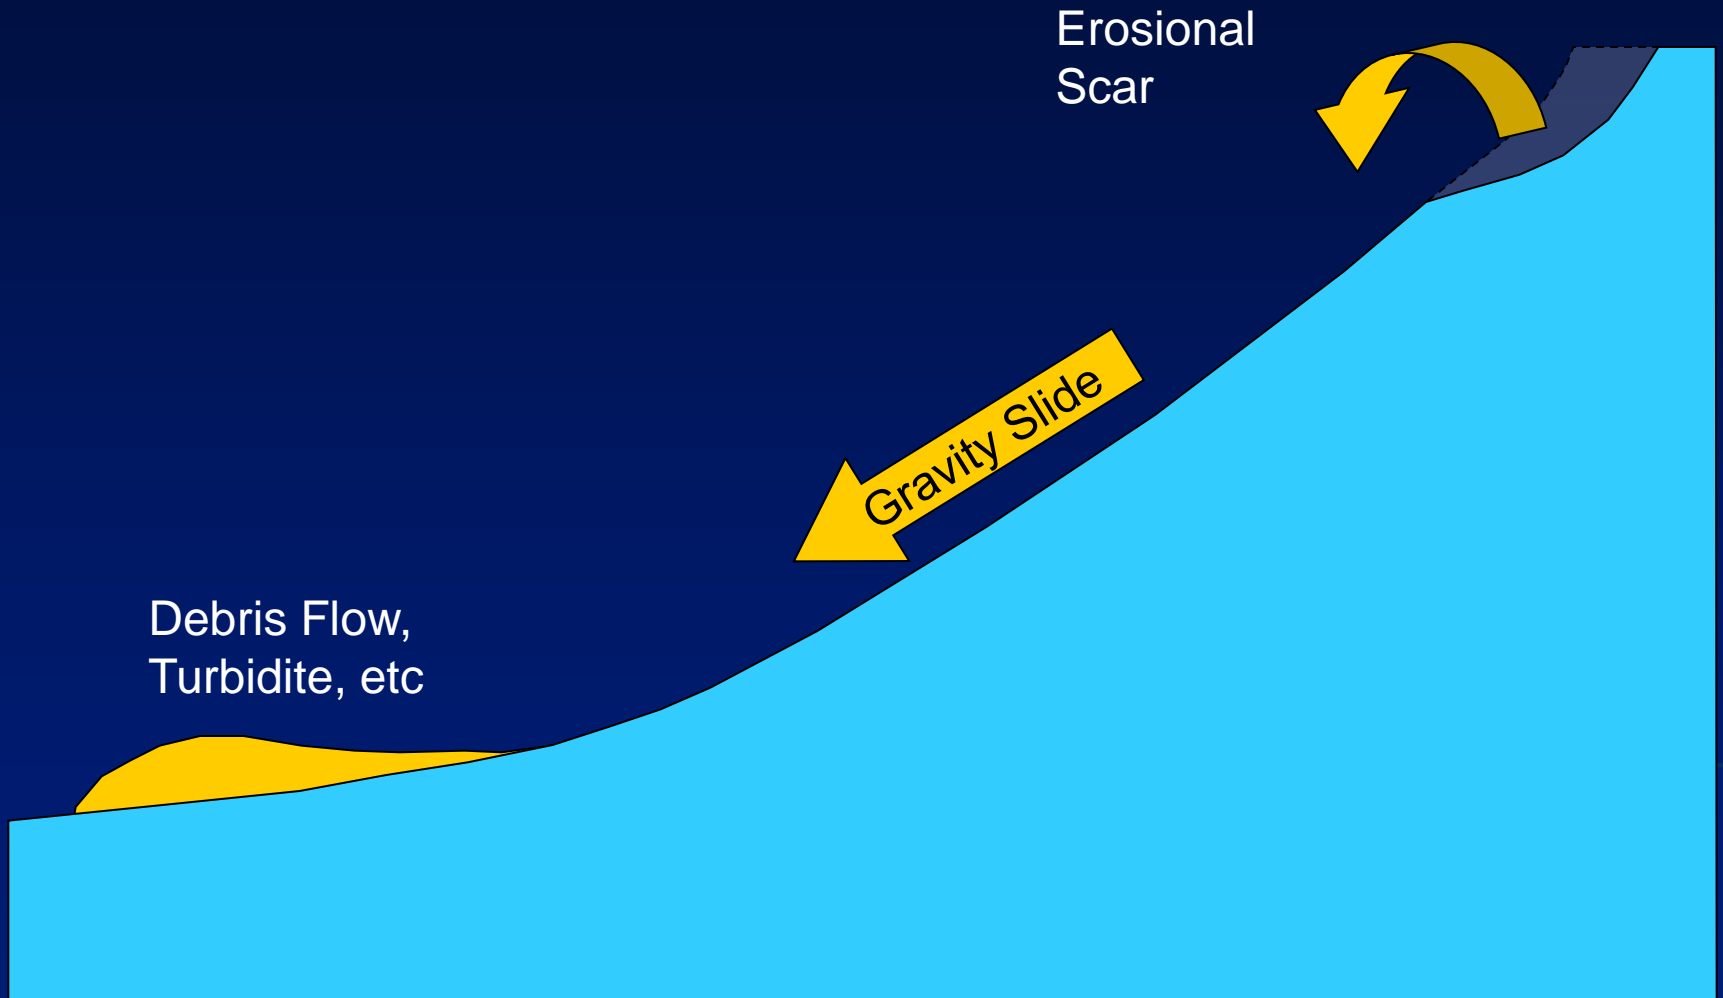 Erosional
Scar
Gravity Slide
Debris Flow,
Turbidite, etc